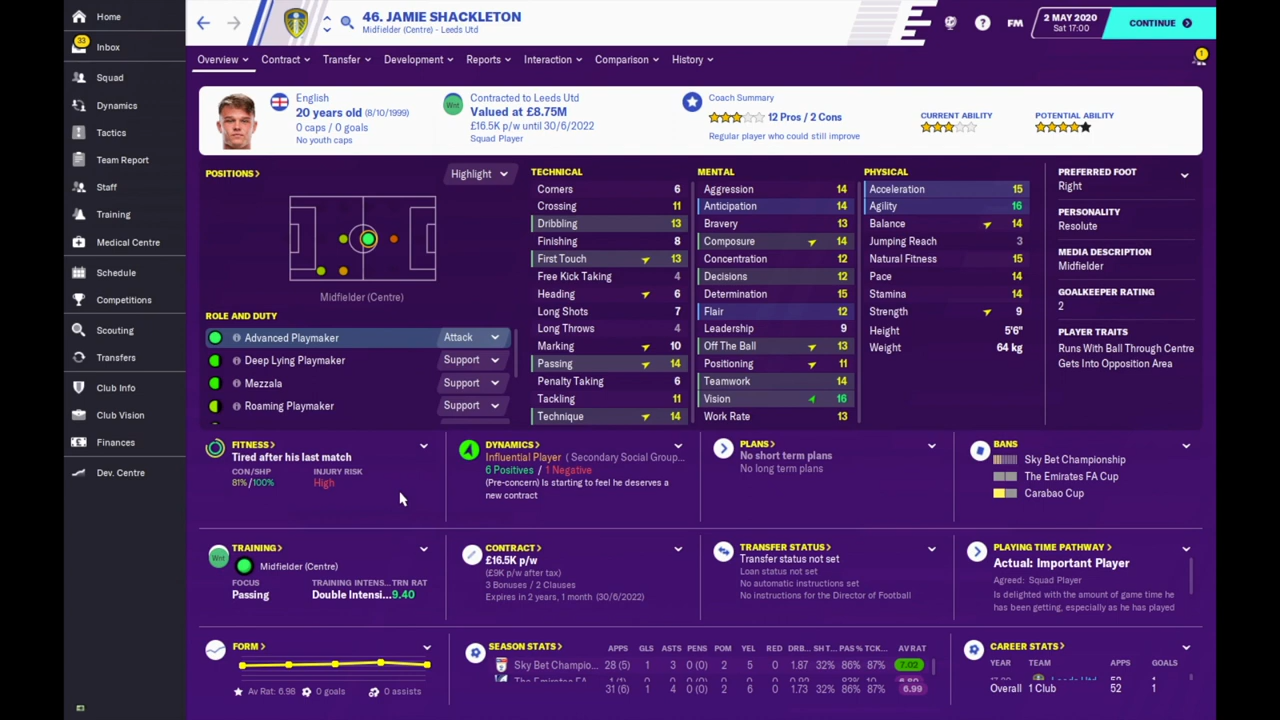 46. JAMIE SHACKLETON
Midfielder (Centre) - Leeds Utd
FM
2 MAY 2020
Sat 17:00
CONTINUE
Home
33
Inbox
Squad
Dynamics
Tactics
Team Report
Staff
Training
Medical Centre
Schedule
Competitions
Scouting
Transfers
Club Info
Club Vision
Finances
Dev. Centre
Overview
Contract
Transfer
Development
Reports
Interaction
Comparison
History
1
English
20 years old (8/10/1999)
0 caps / 0 goals
No youth caps
Wnt
Contracted to Leeds Utd
Valued at £8.75M
£16.5K p/w until 30/6/2022
Squad Player
Coach Summary
12 Pros / 2 Cons
Regular player who could still improve
CURRENT ABILITY
POTENTIAL ABILITY
POSITIONS>
Highlight
Midfielder (Centre)
ROLE AND DUTY
Advanced Playmaker Attack
Deep Lying Playmaker Support
Mezzala Support
Roaming Playmaker Support
TECHNICAL
Corners 6
Crossing 11
Dribbling 13
Finishing 8
First Touch 13
Free Kick Taking 4
Heading 6
Long Shots 7
Long Throws 4
Marking 10
Passing 14
Penalty Taking 6
Tackling 11
Technique 14
MENTAL
Aggression 14
Anticipation 14
Bravery 13
Composure 14
Concentration 12
Decisions 12
Determination 15
Flair 12
Leadership 9
Off The Ball 13
Positioning 11
Teamwork 14
Vision 16
Work Rate 13
PHYSICAL
Acceleration 15
Agility 16
Balance 14
Jumping Reach 3
Natural Fitness 15
Pace 14
Stamina 14
Strength 9
Height 5'6"
Weight 64 kg
PREFERRED FOOT
Right
PERSONALITY
Resolute
MEDIA DESCRIPTION
Midfielder
GOALKEEPER RATING
2
PLAYER TRAITS
Runs With Ball Through Centre
Gets Into Opposition Area
FITNESS>
Tired after his last match
CON/SHP INJURY RISK
81%/100% High
DYNAMICS>
Influential Player ( Secondary Social Group...
6 Positives / 1 Negative
(Pre-concern) Is starting to feel he deserves a
new contract
PLANS>
No short term plans
No long term plans
BANS
Sky Bet Championship
The Emirates FA Cup
Carabao Cup
Wnt
TRAINING>
Midfielder (Centre)
FOCUS TRAINING INTENS... TRN RAT
Passing Double Intensi... 9.40
CONTRACT>
£16.5K p/w
(£9K p/w after tax)
3 Bonuses / 2 Clauses
Expires in 2 years, 1 month (30/6/2022)
TRANSFER STATUS>
Transfer status not set
Loan status not set
No automatic instructions set
No instructions for the Director of Football
PLAYING TIME PATHWAY>
Actual: Important Player
Agreed: Squad Player
Is delighted with the amount of game time he
has been getting, especially as he has played
FORM>
Av Rat: 6.98 0 goals 0 assists
SEASON STATS> APPS GLS ASTS PENS POM YEL RED DRB... SH T... PAS % TCK... AV RAT
Sky Bet Champio... 28 (5) 1 3 0 (0) 2 5 0 1.87 32% 86% 87% 7.02
31 (6) 1 4 0 (0) 2 6 0 1.73 32% 86% 87% 6.99
CAREER STATS>
YEAR TEAM APPS GOALS
Overall 1 Club 52 1